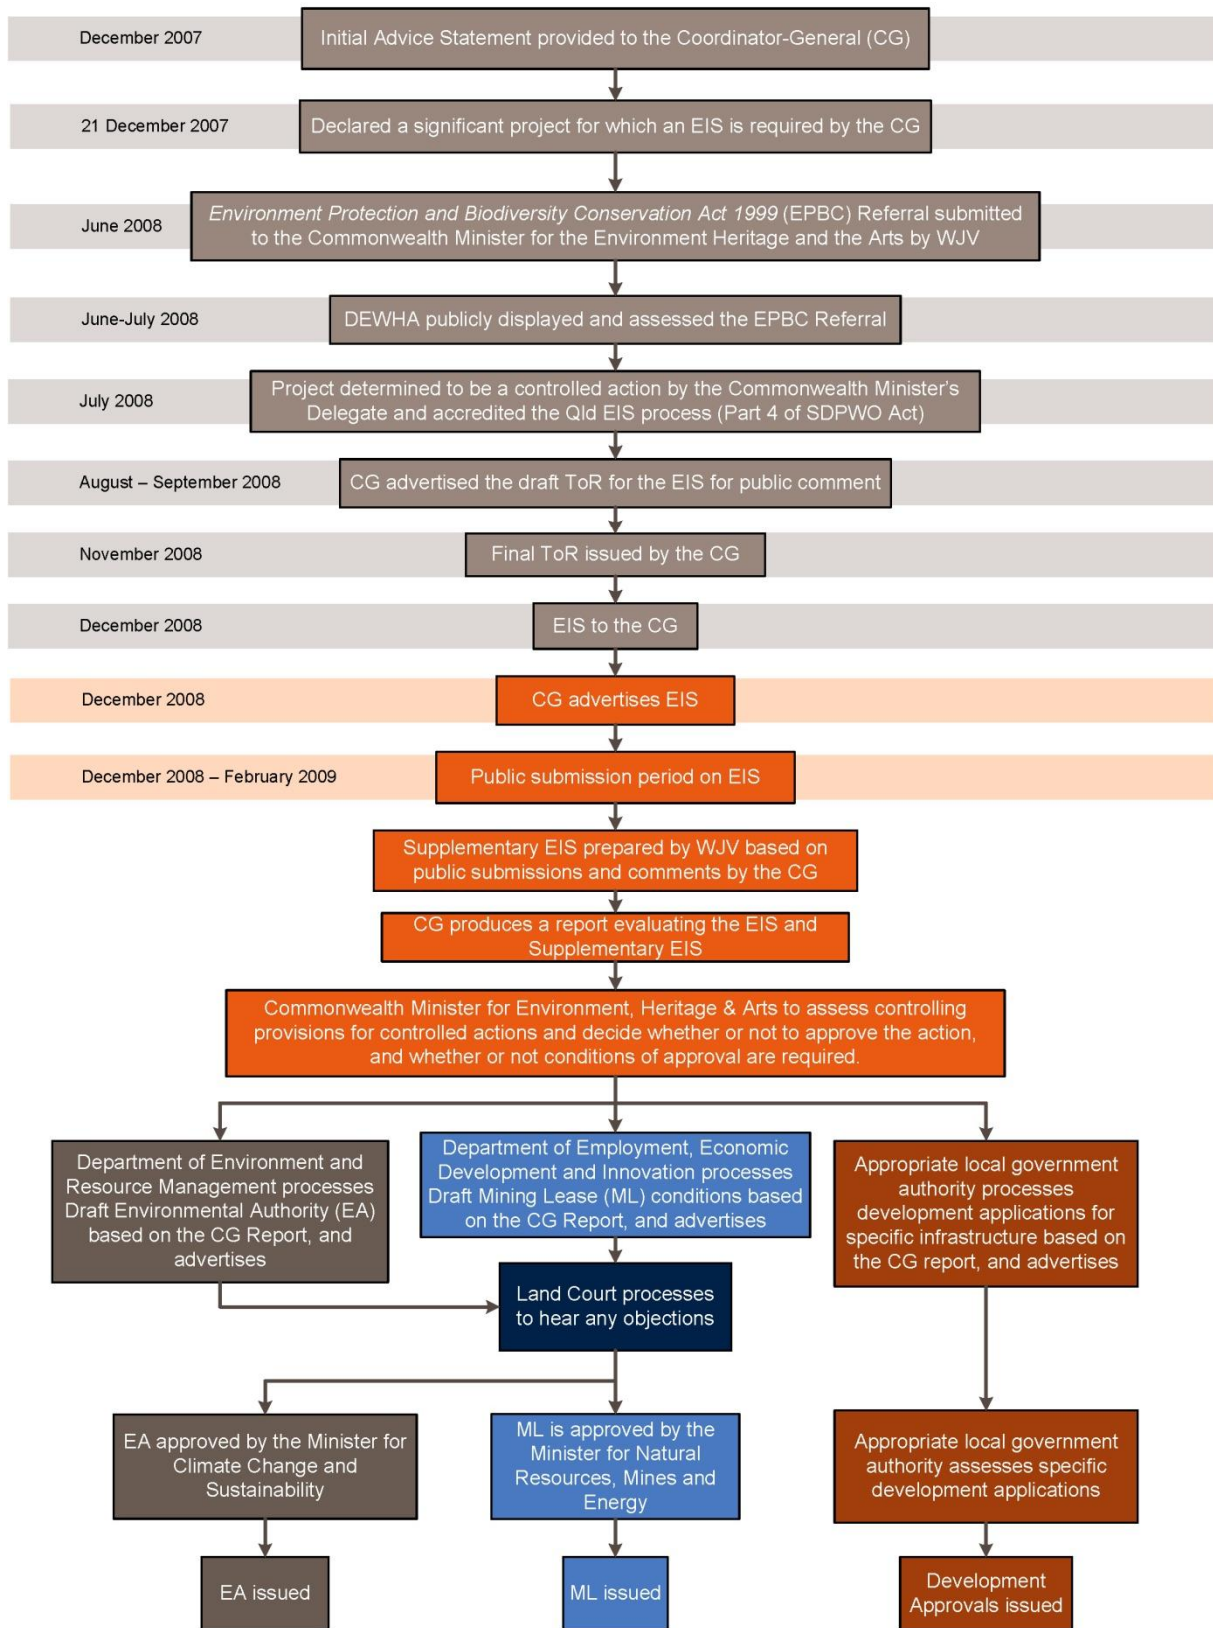 December 2007
Initial Advice Statement provided to the Coordinator-General (CG)
21 December 2007
Declared a significant project for which an EIS is required by the CG
June 2008
Environment Protection and Biodiversity Conservation Act 1999 (EPBC) Referral submitted
to the Commonwealth Minister for the Environment Heritage and the Arts by WJV
June-July 2008
DEWHA publicly displayed and assessed the EPBC Referral
July 2008
Project determined to be a controlled action by the Commonwealth Minister's
Delegate and accredited the Qld EIS process (Part 4 of SDPWO Act)
August – September 2008
CG advertised the draft ToR for the EIS for public comment
November 2008
Final ToR issued by the CG
December 2008
EIS to the CG
December 2008
CG advertises EIS
December 2008 – February 2009
Public submission period on EIS
Supplementary EIS prepared by WJV based on
public submissions and comments by the CG
CG produces a report evaluating the EIS and
Supplementary EIS
Commonwealth Minister for Environment, Heritage & Arts to assess controlling
provisions for controlled actions and decide whether or not to approve the action,
and whether or not conditions of approval are required.
Department of Environment and
Resource Management processes
Draft Environmental Authority (EA)
based on the CG Report, and
advertises
Department of Employment, Economic
Development and Innovation processes
Draft Mining Lease (ML) conditions based
on the CG Report, and advertises
Appropriate local government
authority processes
development applications for
specific infrastructure based on
the CG report, and advertises
Land Court processes
to hear any objections
EA approved by the Minister for
Climate Change and
Sustainability
ML is approved by the
Minister for Natural
Resources, Mines and
Energy
Appropriate local government
authority assesses specific
development applications
EA issued
ML issued
Development
Approvals issued